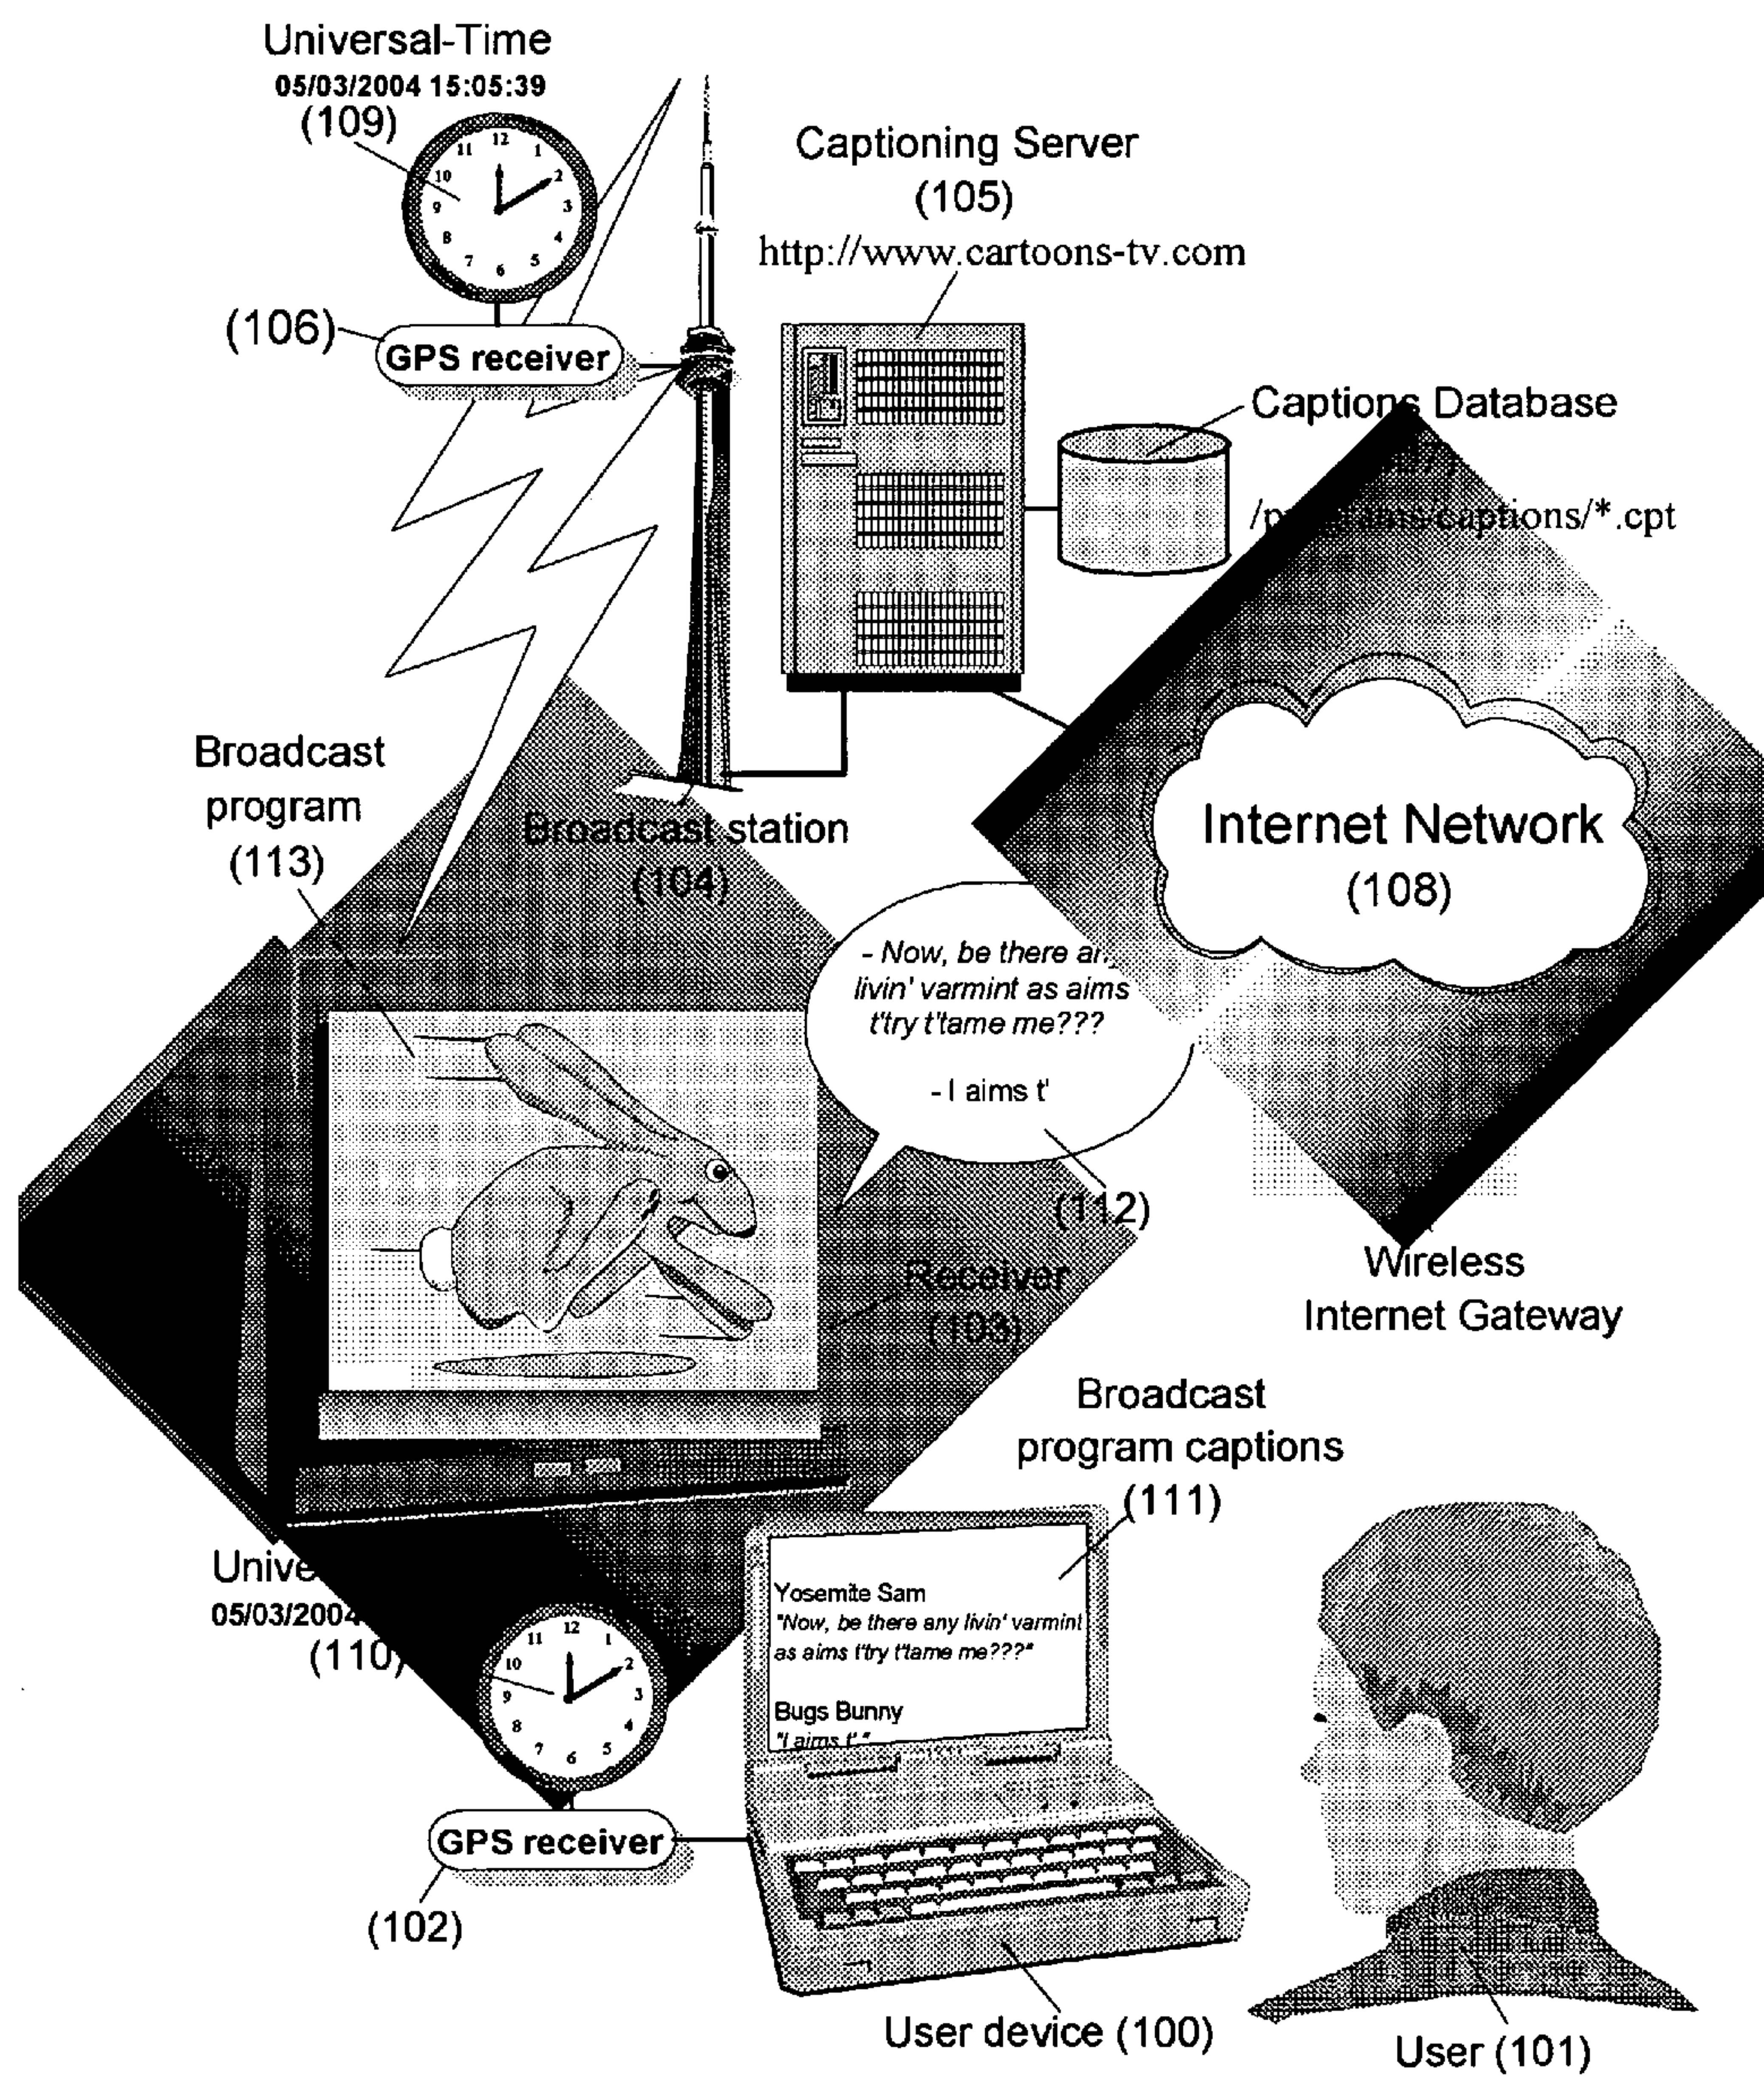 Universal-Time
05/03/2004 15:05:39
(109)
12
1
2
3
4
5
6
7
8
9
10
11
Captioning Server
(105)
http://www.cartoons-tv.com
(106)
GPS receiver
Captions Database
captions/*.cpt
Broadcast
program
(113)
Broadcast station
(104)
Internet Network
(108)
- Now, be there
livin' varmint as aims
t'try t'tame me???
- I aims t'
(112)
Receiver
(103)
Wireless
Internet Gateway
Broadcast
program captions
(111)
Yosemite Sam
"Now, be there any livin' varmint
as aims t'try t'tame me???"
Bugs Bunny
"I aims t'."
05/03/2004
(110)
12
1
2
3
4
5
6
7
8
9
10
11
GPS receiver
(102)
User device (100)
User (101)